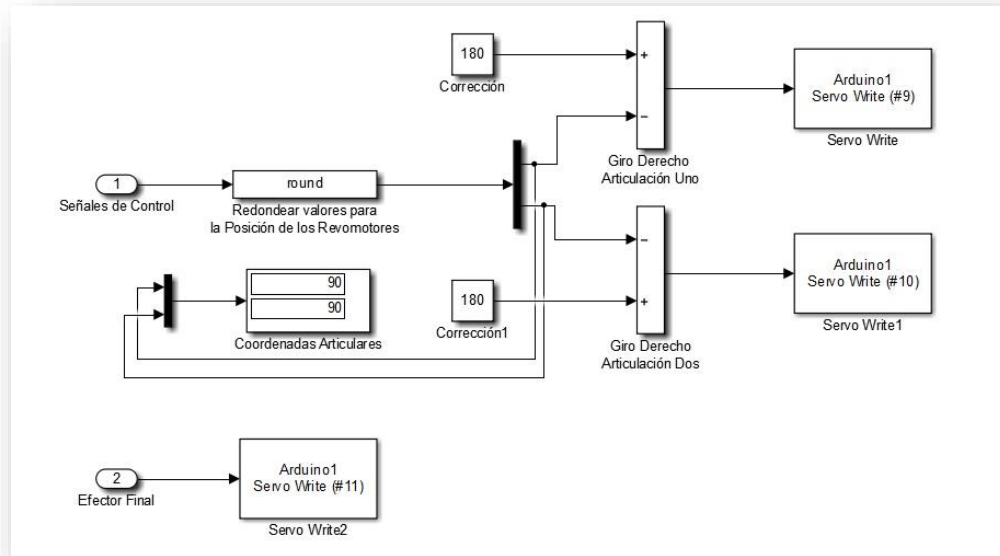 180
Corrección
+
−
Giro Derecho
Articulación Uno
Arduino1
Servo Write (#9)
Servo Write
1
Señales de Control
round
Redondear valores para
la Posición de los Revomotores
90
90
Coordenadas Articulares
180
Corrección1
−
+
Giro Derecho
Articulación Dos
Arduino1
Servo Write (#10)
Servo Write1
2
Efector Final
Arduino1
Servo Write (#11)
Servo Write2